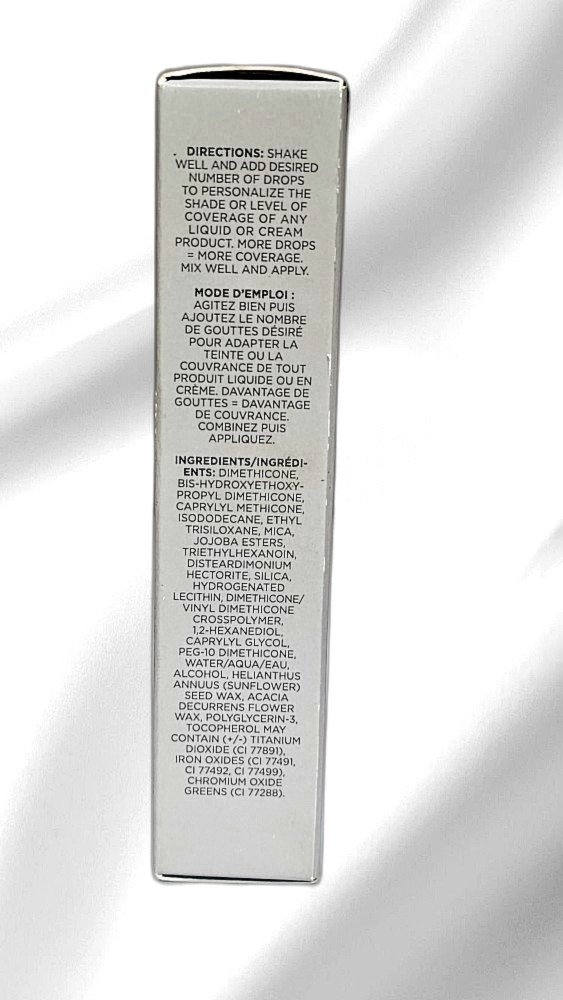 DIRECTIONS: SHAKE
WELL AND ADD DESIRED
NUMBER OF DROPS
TO PERSONALIZE THE
SHADE OR LEVEL OF
COVERAGE OF ANY
LIQUID OR CREAM
PRODUCT. MORE DROPS
= MORE COVERAGE.
MIX WELL AND APPLY.
MODE D'EMPLOI :
AGITEZ BIEN PUIS
AJOUTEZ LE NOMBRE
DE GOUTTES DÉSIRÉ
POUR ADAPTER LA
TEINTE OU LA
COUVRANCE DE TOUT
PRODUIT LIQUIDE OU EN
CRÈME. DAVANTAGE DE
GOUTTES = DAVANTAGE
DE COUVRANCE.
COMBINEZ PUIS
APPLIQUEZ.
INGREDIENTS/INGRÉDI-
ENTS: DIMETHICONE,
BIS-HYDROXYETHOXY-
PROPYL DIMETHICONE,
CAPRYLYL METHICONE,
ISODODECANE, ETHYL
TRISILOXANE, MICA,
JOJOBA ESTERS,
TRIETHYLHEXANOIN,
DISTEARDIMONIUM
HECTORITE, SILICA,
HYDROGENATED
LECITHIN, DIMETHICONE/
VINYL DIMETHICONE
CROSSPOLYMER,
1,2-HEXANEDIOL,
CAPRYLYL GLYCOL,
PEG-10 DIMETHICONE,
WATER/AQUA/EAU,
ALCOHOL, HELIANTHUS
ANNUUS (SUNFLOWER)
SEED WAX, ACACIA
DECURRENS FLOWER
WAX, POLYGLYCERIN-3,
TOCOPHEROL MAY
CONTAIN (+/-) TITANIUM
DIOXIDE (CI 77891),
IRON OXIDES (CI 77491,
CI 77492, CI 77499),
CHROMIUM OXIDE
GREENS (CI 77288).